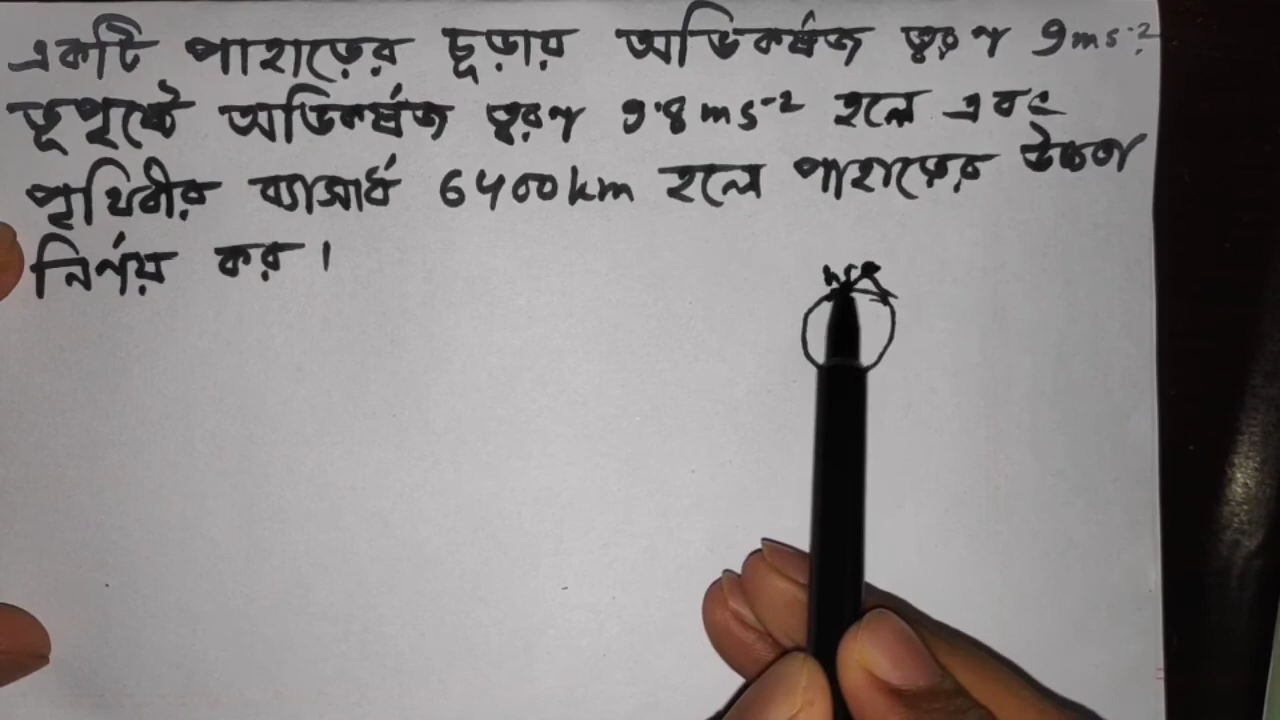 একটি পাহাড়ের চূড়ায় অভিকর্ষজ ত্বরণ 9ms⁻²
ভূপৃষ্ঠে অভিকর্ষজ ত্বরণ 9.8ms⁻² হলে এবং
পৃথিবীর ব্যাসার্ধ 6400km হলে পাহাড়ের উচ্চতা
নির্ণয় কর।